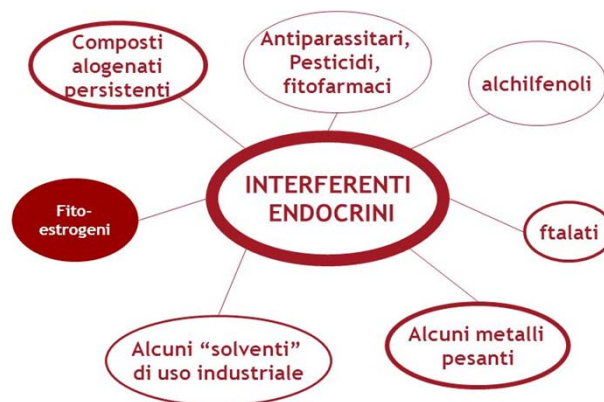 Composti
alogenati
persistenti
Antiparassitari,
Pesticidi,
fitofarmaci
alchilfenoli
INTERFERENTI
ENDOCRINI
Fito-
estrogeni
ftalati
Alcuni “solventi”
di uso industriale
Alcuni metalli
pesanti